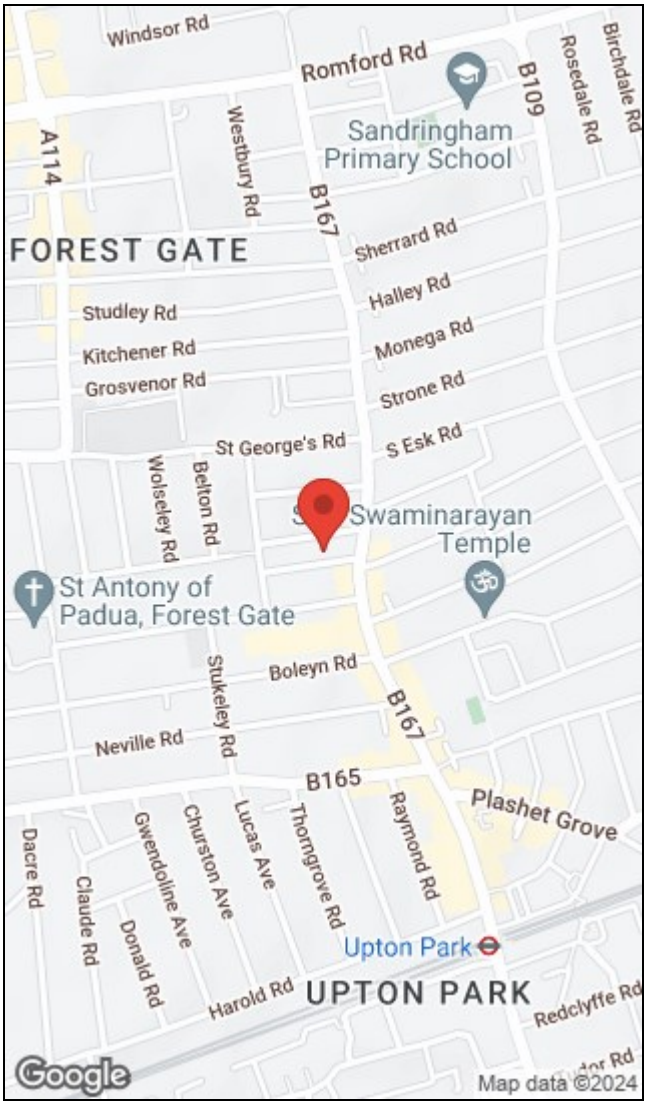 Windsor Rd
Romford Rd
Birchdale Rd
Rosedale Rd
B109
A114
Westbury Rd
Sandringham
Primary School
B167
FOREST GATE
Sherrard Rd
Halley Rd
Studley Rd
Monega Rd
Kitchener Rd
Grosvenor Rd
Strone Rd
St George's Rd
S Esk Rd
Wolseley Rd
Belton Rd
Swaminarayan
Temple
St Antony of
Padua, Forest Gate
Boleyn Rd
Stukeley Rd
B167
Neville Rd
B165
Plashet Grove
Raymond Rd
Dacre Rd
Gwendoline Ave
Churston Ave
Lucas Ave
Thorngrove Rd
Claude Rd
Donald Rd
Upton Park
Harold Rd
UPTON PARK
Redclyffe Rd
Tudor Rd
Google
Map data ©2024